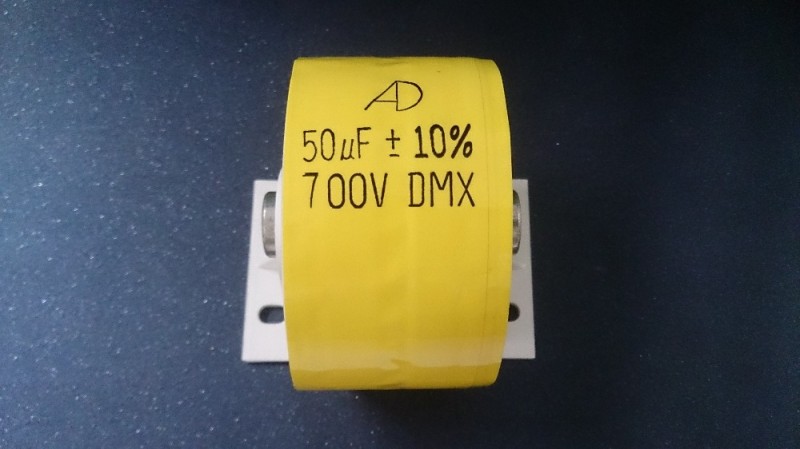 AD
50µF ± 10%
700V DMX